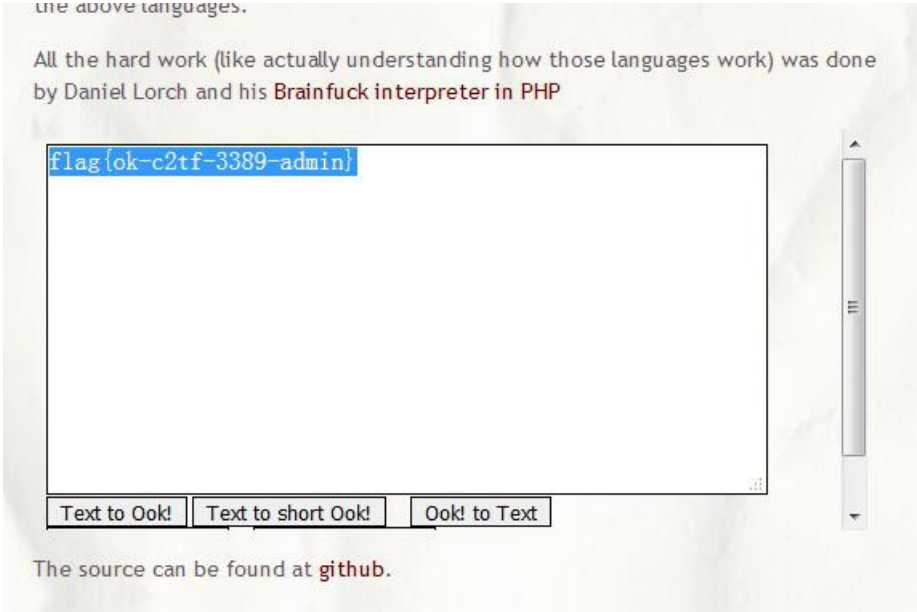 the above languages.
All the hard work (like actually understanding how those languages work) was done
by Daniel Lorch and his Brainfuck interpreter in PHP
flag{ok-c2tf-3389-admin}
Text to Ook! Text to short Ook! Ook! to Text
The source can be found at github.